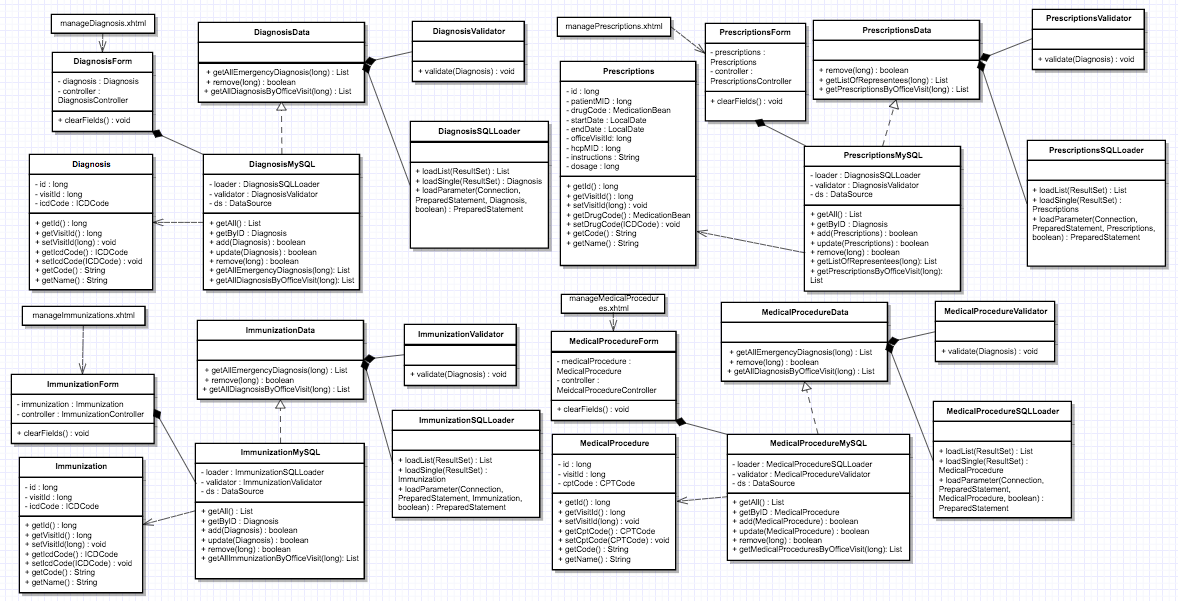 manageDiagnosis.xhtml
DiagnosisForm
- diagnosis : Diagnosis
- controller :
DiagnosisController
+ clearFields() : void
DiagnosisData
+ getAllEmergencyDiagnosis(long) : List
+ remove(long) : boolean
+ getAllDiagnosisByOfficeVisit(long) : List
DiagnosisValidator
+ validate(Diagnosis) : void
DiagnosisSQLLoader
+ loadList(ResultSet) : List
+ loadSingle(ResultSet) : Diagnosis
+ loadParameter(Connection,
PreparedStatement, Diagnosis,
boolean) : PreparedStatement
Diagnosis
- id : long
- visitId : long
- icdCode : ICDCode
+ getId() : long
+ getVisitId() : long
+ setVisitId(long) : void
+ getIcdCode() : ICDCode
+ setIcdCode(ICDCode) : void
+ getCode() : String
+ getName() : String
DiagnosisMySQL
- loader : DiagnosisSQLLoader
- validator : DiagnosisValidator
- ds : DataSource
+ getAll() : List
+ getByID : Diagnosis
+ add(Diagnosis) : boolean
+ update(Diagnosis) : boolean
+ remove(long) : boolean
+ getAllEmergencyDiagnosis(long): List
+ getAllDiagnosisByOfficeVisit(long): List
managePrescriptions.xhtml
PrescriptionsForm
- prescriptions :
Prescriptions
- controller :
PrescriptionsController
+ clearFields() : void
PrescriptionsData
+ remove(long) : boolean
+ getListOfRepresentees(long) : List
+ getPrescriptionsByOfficeVisit(long) : List
PrescriptionsValidator
+ validate(Diagnosis) : void
Prescriptions
- id : long
- patientMID : long
- drugCode : MedicationBean
- startDate : LocalDate
- endDate : LocalDate
- officeVisitId: long
- hcpMID : long
- instructions : String
- dosage : long
+ getId() : long
+ getVisitId() : long
+ setVisitId(long) : void
+ getDrugCode() : MedicationBean
+ setDrugCode(ICDCode) : void
+ getCode() : String
+ getName() : String
PrescriptionsMySQL
- loader : DiagnosisSQLLoader
- validator : DiagnosisValidator
- ds : DataSource
+ getAll() : List
+ getByID : Diagnosis
+ add(Prescriptions) : boolean
+ update(Prescriptions) : boolean
+ remove(long) : boolean
+ getListOfRepresentees(long): List
+ getPrescriptionsByOfficeVisit(long):
List
PrescriptionsSQLLoader
+ loadList(ResultSet) : List
+ loadSingle(ResultSet) :
Prescriptions
+ loadParameter(Connection,
PreparedStatement, Prescriptions,
boolean) : PreparedStatement
manageImmunizations.xhtml
ImmunizationForm
- immunization : Immunization
- controller : ImmunizationController
+ clearFields() : void
ImmunizationData
+ getAllEmergencyDiagnosis(long) : List
+ remove(long) : boolean
+ getAllDiagnosisByOfficeVisit(long) : List
ImmunizationValidator
+ validate(Diagnosis) : void
ImmunizationSQLLoader
+ loadList(ResultSet) : List
+ loadSingle(ResultSet) :
Immunization
+ loadParameter(Connection,
PreparedStatement, Immunization,
boolean) : PreparedStatement
Immunization
- id : long
- visitId : long
- icdCode : ICDCode
+ getId() : long
+ getVisitId() : long
+ setVisitId(long) : void
+ getIcdCode() : ICDCode
+ setIcdCode(ICDCode) : void
+ getCode() : String
+ getName() : String
ImmunizationMySQL
- loader : ImmunizationSQLLoader
- validator : ImmunizationValidator
- ds : DataSource
+ getAll() : List
+ getByID : Diagnosis
+ add(Diagnosis) : boolean
+ update(Diagnosis) : boolean
+ remove(long) : boolean
+ getAllImmunizationByOfficeVisit(long): List
manageMedicalProcedur
es.xhtml
MedicalProcedureForm
- medicalProcedure :
MedicalProcedure
- controller :
MeidcalProcedureController
+ clearFields() : void
MedicalProcedureData
+ getAllEmergencyDiagnosis(long) : List
+ remove(long) : boolean
+ getAllDiagnosisByOfficeVisit(long) : List
MedicalProcedureValidator
+ validate(Diagnosis) : void
MedicalProcedureSQLLoader
+ loadList(ResultSet) : List
+ loadSingle(ResultSet) :
MedicalProcedure
+ loadParameter(Connection,
PreparedStatement,
MedicalProcedure, boolean) :
PreparedStatement
MedicalProcedure
- id : long
- visitId : long
- cptCode : CPTCode
+ getId() : long
+ getVisitId() : long
+ setVisitId(long) : void
+ getCptCode() : CPTCode
+ setCptCode(CPTCode) : void
+ getCode() : String
+ getName() : String
MedicalProcedureMySQL
- loader : MedicalProcedureSQLLoader
- validator : MedicalProcedureValidator
- ds : DataSource
+ getAll() : List
+ getByID : MedicalProcedure
+ add(MedicalProcedure) : boolean
+ update(MedicalProcedure) : boolean
+ remove(long) : boolean
+ getMedicalProceduresByOfficeVisit(long): List